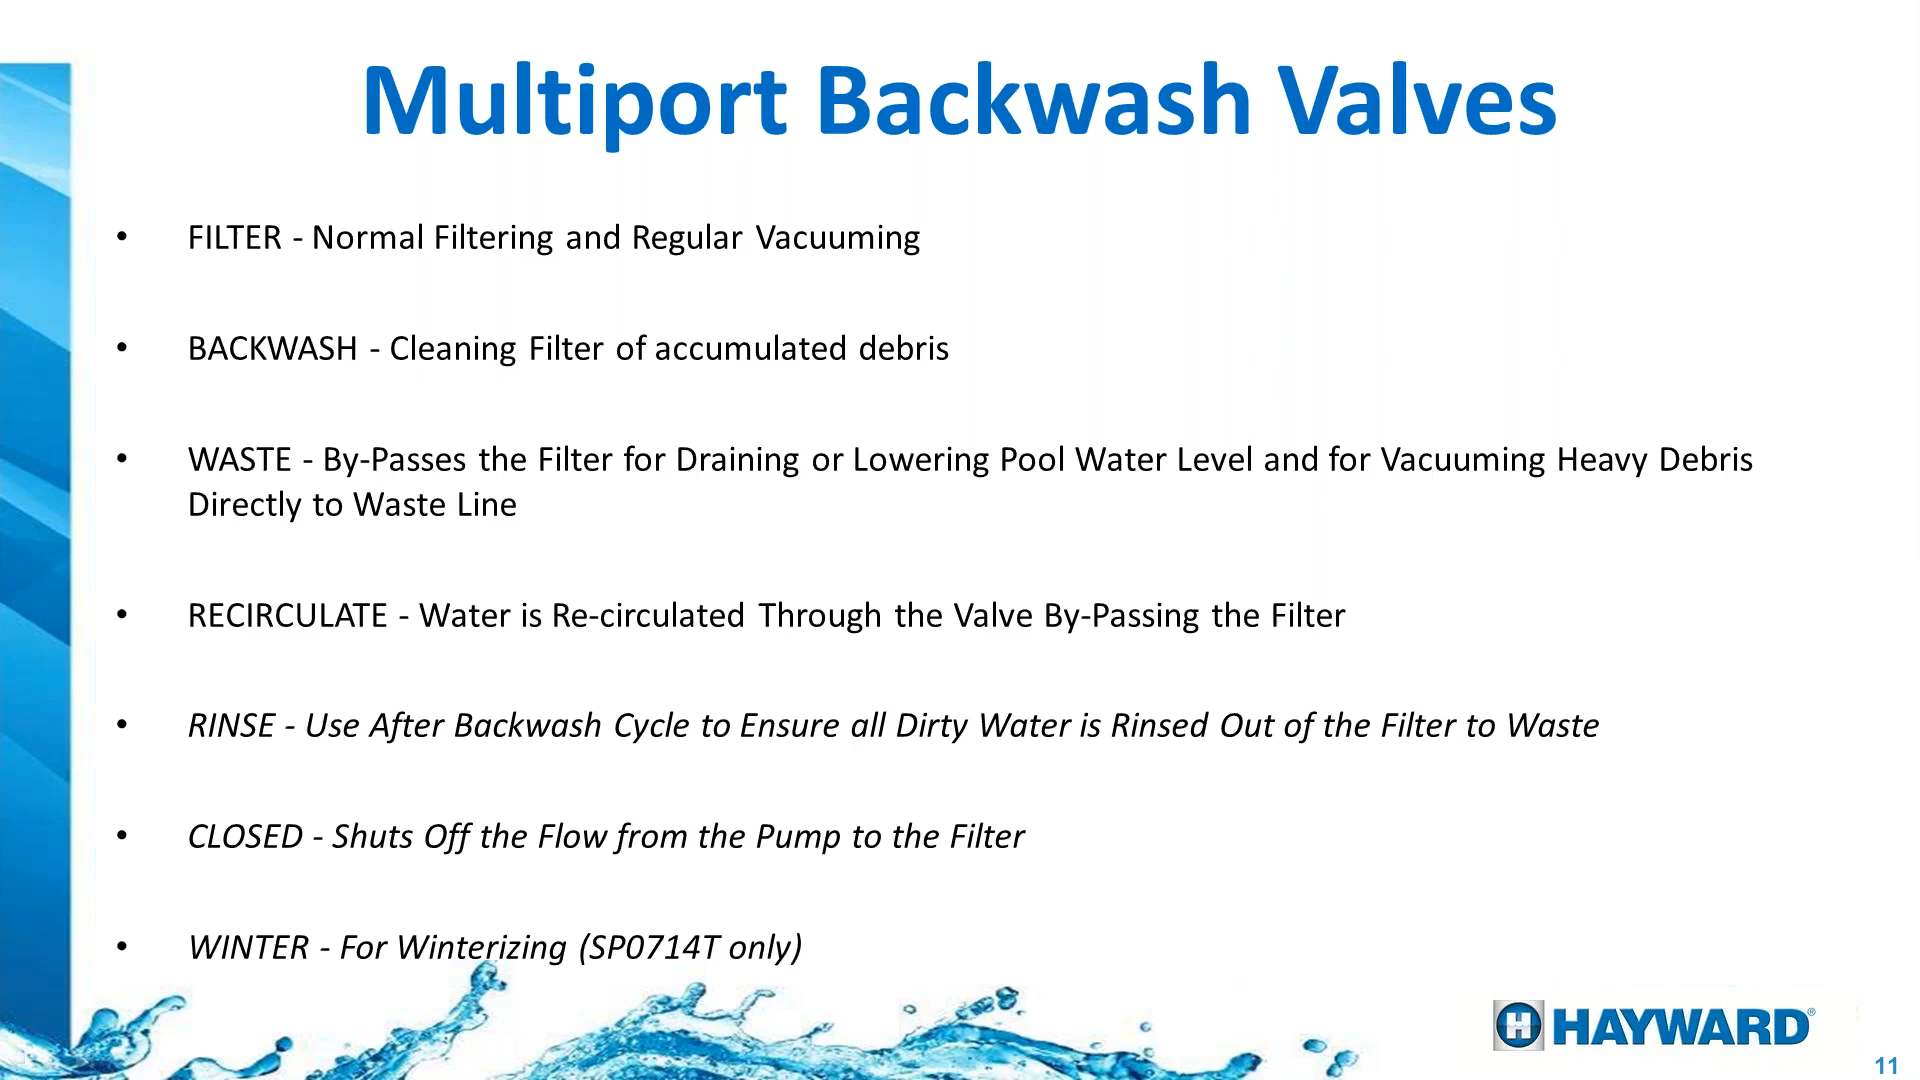 Multiport Backwash Valves
• FILTER - Normal Filtering and Regular Vacuuming
• BACKWASH - Cleaning Filter of accumulated debris
• WASTE - By-Passes the Filter for Draining or Lowering Pool Water Level and for Vacuuming Heavy Debris
Directly to Waste Line
• RECIRCULATE - Water is Re-circulated Through the Valve By-Passing the Filter
• RINSE - Use After Backwash Cycle to Ensure all Dirty Water is Rinsed Out of the Filter to Waste
• CLOSED - Shuts Off the Flow from the Pump to the Filter
• WINTER - For Winterizing (SP0714T only)
H HAYWARD®
11